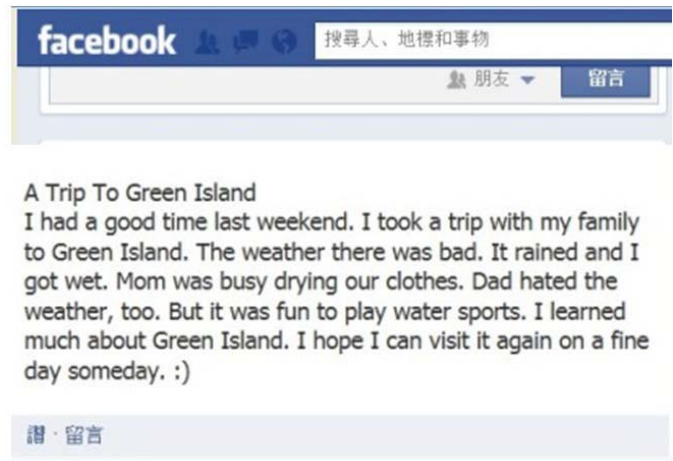 facebook 搜尋人、地標和事物
朋友 留言
A Trip To Green Island
I had a good time last weekend. I took a trip with my family
to Green Island. The weather there was bad. It rained and I
got wet. Mom was busy drying our clothes. Dad hated the
weather, too. But it was fun to play water sports. I learned
much about Green Island. I hope I can visit it again on a fine
day someday. :)
讚 · 留言